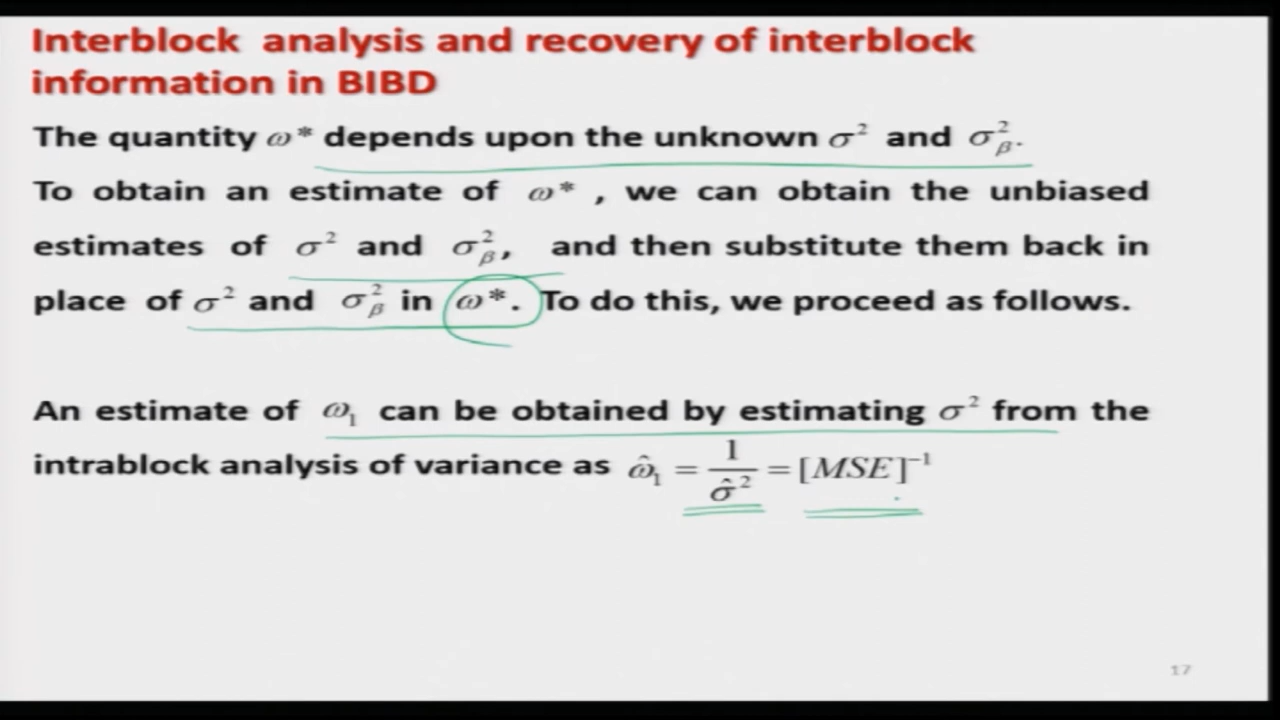 Interblock analysis and recovery of interblock
information in BIBD
The quantity ω* depends upon the unknown σ² and σ²_β.
To obtain an estimate of ω* , we can obtain the unbiased
estimates of σ² and σ²_β, and then substitute them back in
place of σ² and σ²_β in ω*. To do this, we proceed as follows.
An estimate of ω₁ can be obtained by estimating σ² from the
intrablock analysis of variance as ω̂₁ = 1/σ̂² = [MSE]⁻¹
17